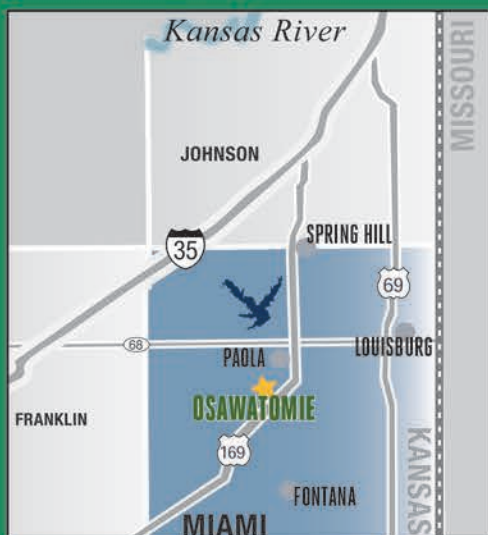 Kansas River
MISSOURI
JOHNSON
35
SPRING HILL
69
68
LOUISBURG
PAOLA
OSAWATOMIE
FRANKLIN
169
KANSAS
FONTANA
MIAMI